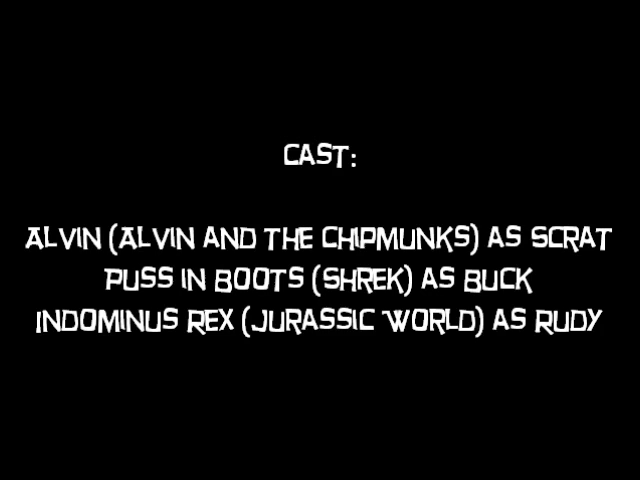 CAST:
ALVIN (ALVIN AND THE CHIPMUNKS) AS SCRAT
PUSS IN BOOTS (SHREK) AS BUCK
INDOMINUS REX (JURASSIC WORLD) AS RUDY